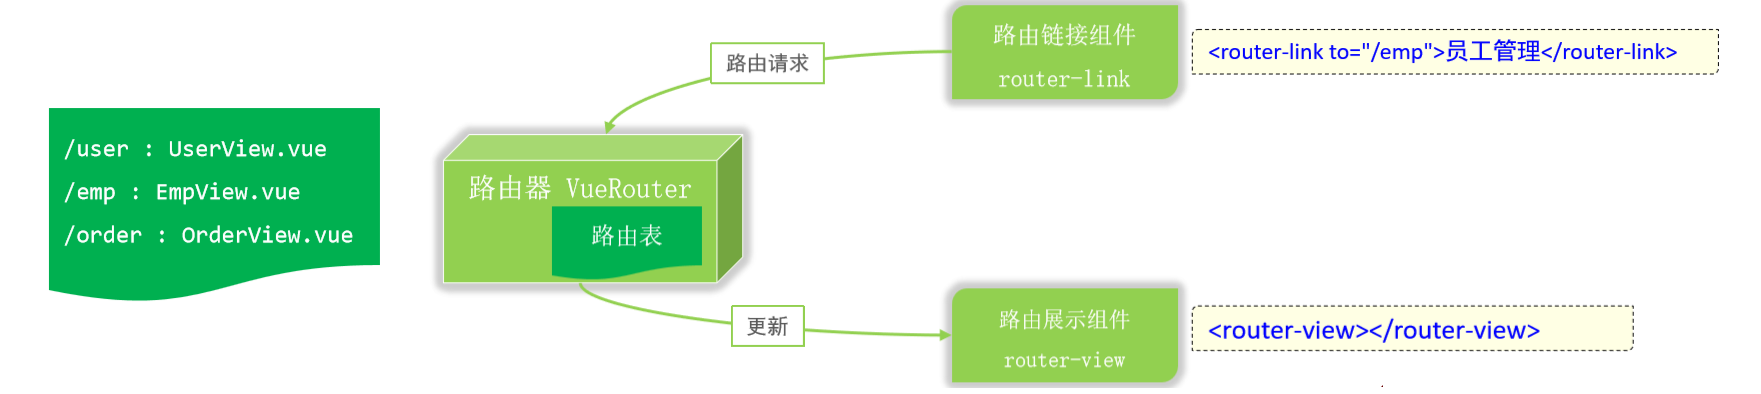 /user : UserView.vue
/emp : EmpView.vue
/order : OrderView.vue
路由请求
路由器 VueRouter
路由表
更新
路由链接组件
router-link
<router-link to="/emp">员工管理</router-link>
路由展示组件
router-view
<router-view></router-view>